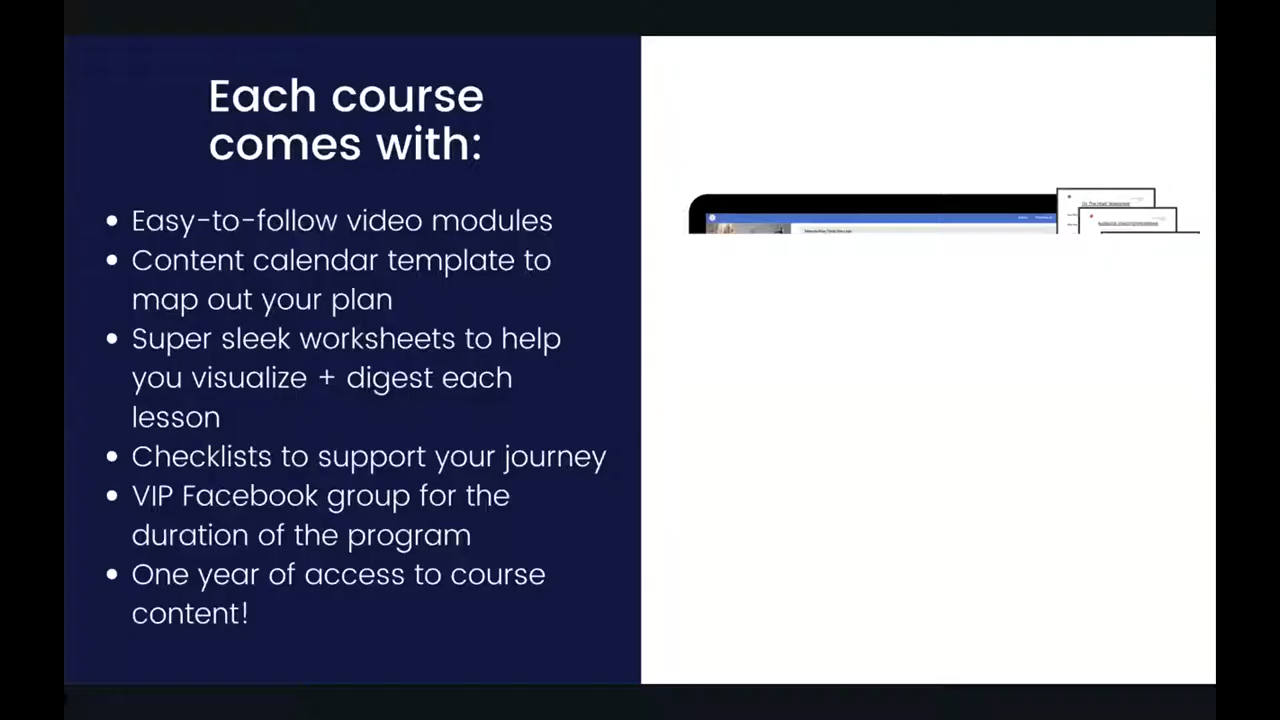 Each course
comes with:
• Easy-to-follow video modules
• Content calendar template to
map out your plan
• Super sleek worksheets to help
you visualize + digest each
lesson
• Checklists to support your journey
• VIP Facebook group for the
duration of the program
• One year of access to course
content!